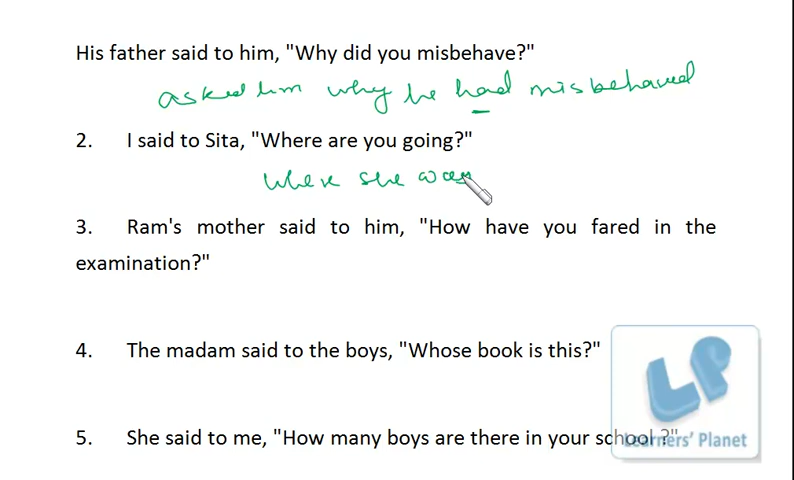 His father said to him, "Why did you misbehave?"
asked him why he had misbehaved
2. I said to Sita, "Where are you going?"
Where she was
3. Ram's mother said to him, "How have you fared in the
examination?"
4. The madam said to the boys, "Whose book is this?"
LP
5. She said to me, "How many boys are there in your school ?"
Learners' Planet